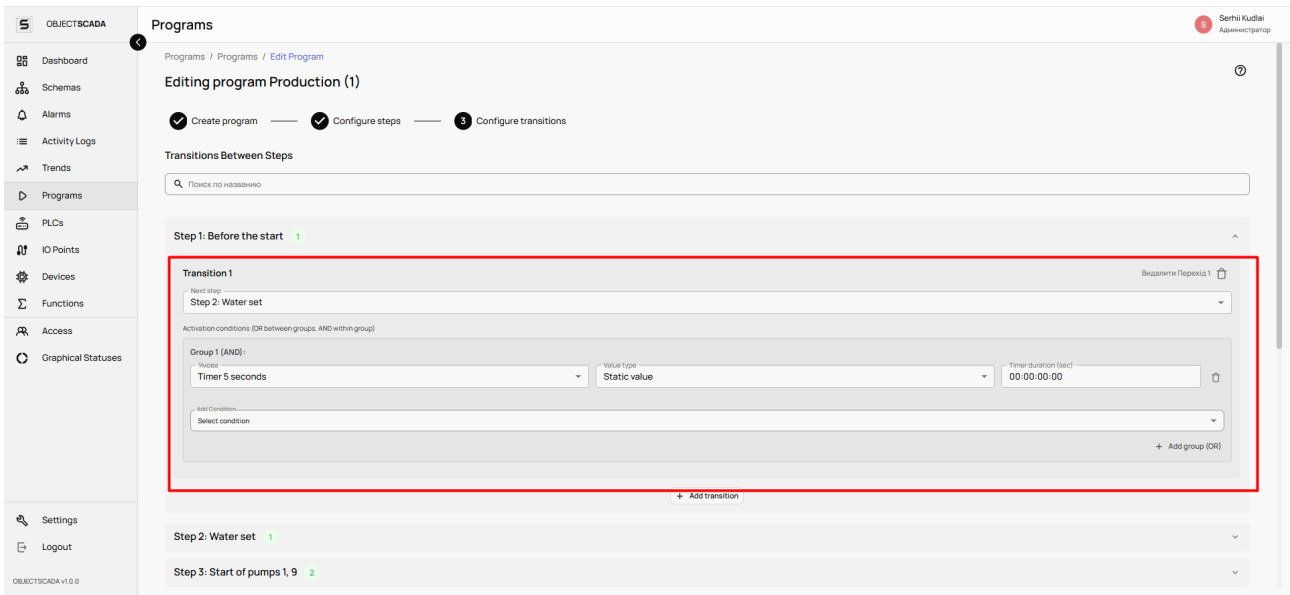 OBJECTSCADA
Programs
S
Serhii Kudlai
Администратор
Dashboard
Schemas
Alarms
Activity Logs
Trends
Programs
PLCs
IO Points
Devices
Functions
Access
Graphical Statuses
Settings
Logout
OBJECTSCADA v1.0.0
Programs / Programs / Edit Program
Editing program Production (1)
Create program
Configure steps
3 Configure transitions
Transitions Between Steps
Поиск по названию
Step 1: Before the start 1
Transition 1
Видалити Перехід 1
Next step
Step 2: Water set
Activation conditions (OR between groups, AND within group)
Group 1 (AND):
Умова
Timer 5 seconds
Value type
Static value
Timer duration (sec)
00:00:00:00
Add Condition
Select condition
+ Add group (OR)
+ Add transition
Step 2: Water set 1
Step 3: Start of pumps 1, 9 2